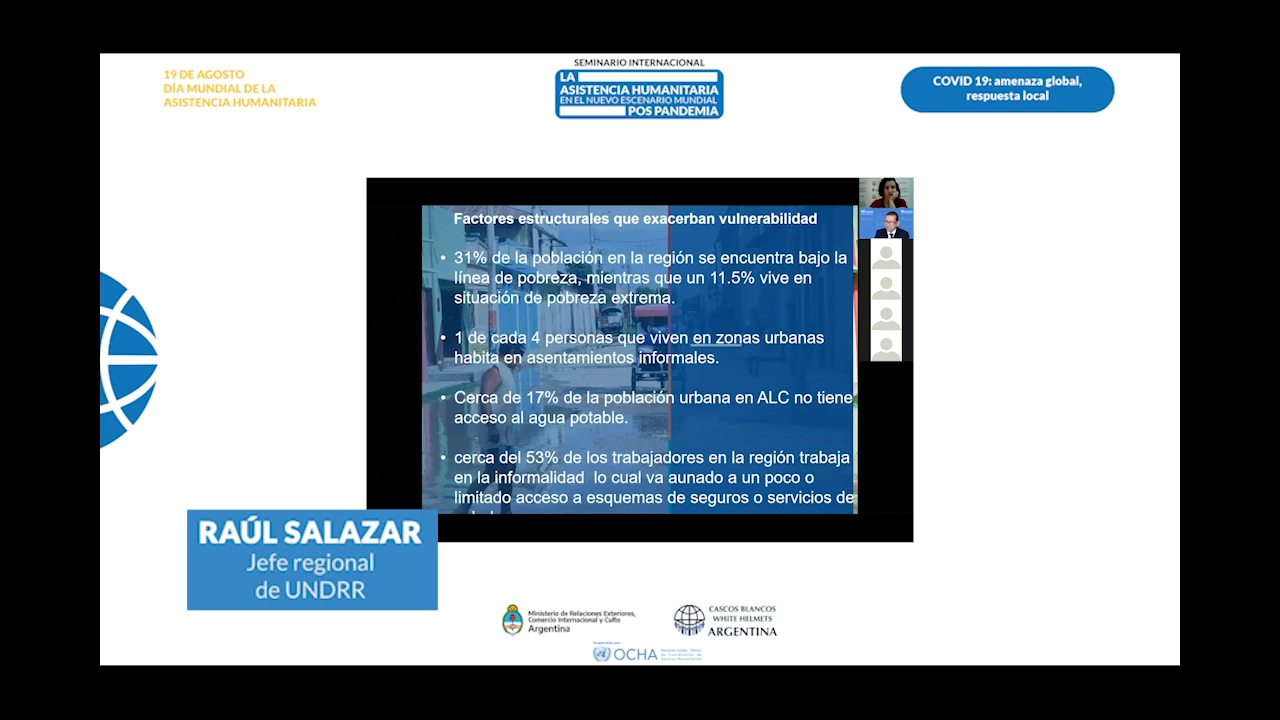 19 DE AGOSTO
DÍA MUNDIAL DE LA
ASISTENCIA HUMANITARIA
SEMINARIO INTERNACIONAL
LA
ASISTENCIA HUMANITARIA
EN EL NUEVO ESCENARIO MUNDIAL
POS PANDEMIA
COVID 19: amenaza global,
respuesta local
Factores estructurales que exacerban vulnerabilidad
• 31% de la población en la región se encuentra bajo la
línea de pobreza, mientras que un 11.5% vive en
situación de pobreza extrema.
• 1 de cada 4 personas que viven en zonas urbanas
habita en asentamientos informales.
• Cerca de 17% de la población urbana en ALC no tiene
acceso al agua potable.
• cerca del 53% de los trabajadores en la región trabaja
en la informalidad lo cual va aunado a un poco o
limitado acceso a esquemas de seguros o servicios de
RAÚL SALAZAR
Jefe regional
de UNDRR
Ministerio de Relaciones Exteriores,
Comercio Internacional y Culto
Argentina
CASCOS BLANCOS
WHITE HELMETS
ARGENTINA
OCHA